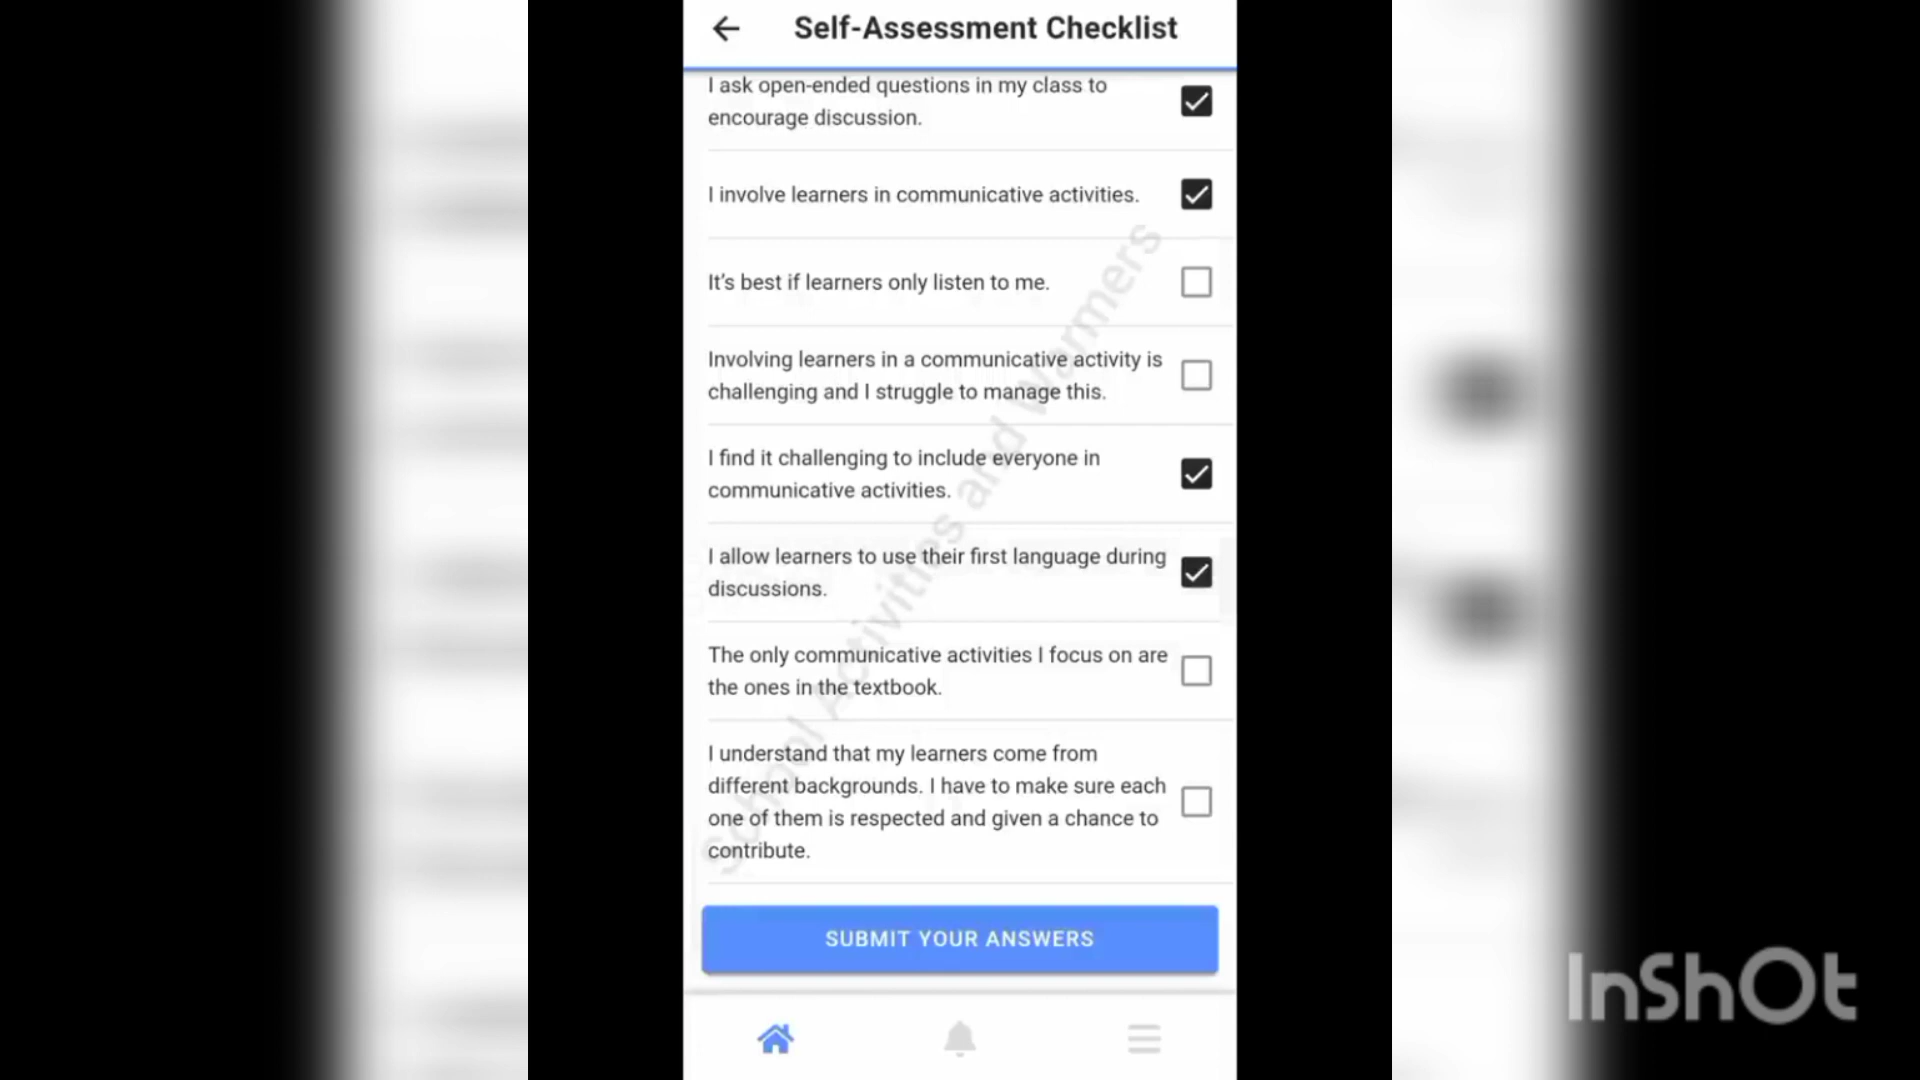 Self-Assessment Checklist
I ask open-ended questions in my class to
encourage discussion.
I involve learners in communicative activities.
It's best if learners only listen to me.
Involving learners in a communicative activity is
challenging and I struggle to manage this.
I find it challenging to include everyone in
communicative activities.
I allow learners to use their first language during
discussions.
The only communicative activities I focus on are
the ones in the textbook.
I understand that my learners come from
different backgrounds. I have to make sure each
one of them is respected and given a chance to
contribute.
SUBMIT YOUR ANSWERS
School Activities and Warmers
InShOt